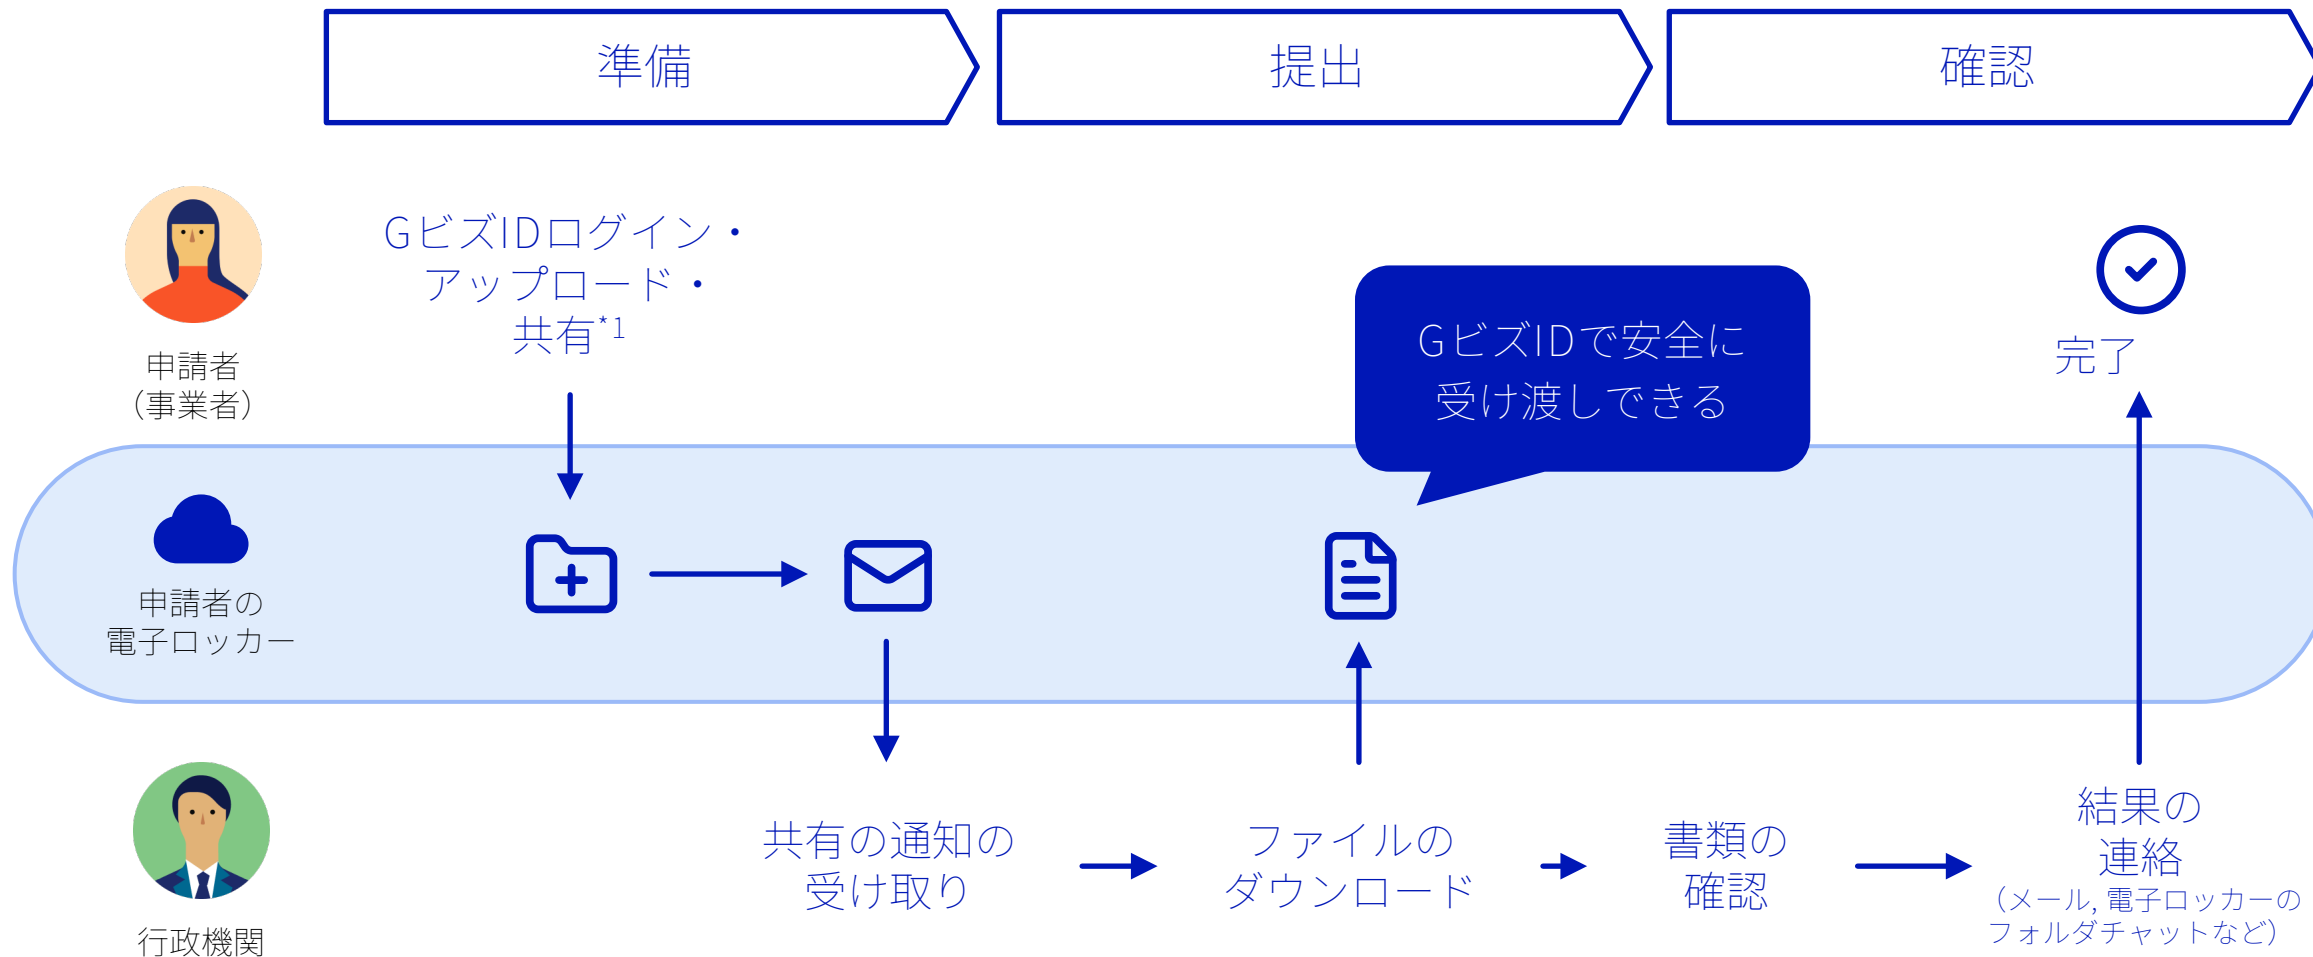 準備
提出
確認
GビズIDログイン・
アップロード・
共有*1
申請者
（事業者）
GビズIDで安全に
受け渡しできる
完了
申請者の
電子ロッカー
共有の通知の
受け取り
ファイルの
ダウンロード
書類の
確認
結果の
連絡
（メール, 電子ロッカーの
フォルダチャットなど）
行政機関